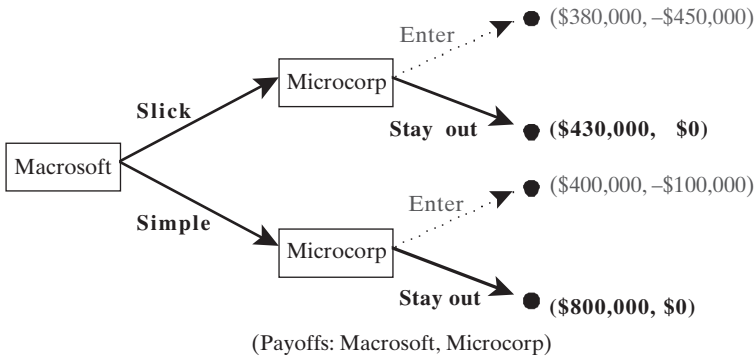 Enter
($380,000, –$450,000)
Microcorp
Slick
Stay out
($430,000, $0)
Macrosoft
Enter
($400,000, –$100,000)
Simple
Microcorp
Stay out
($800,000, $0)
(Payoffs: Macrosoft, Microcorp)